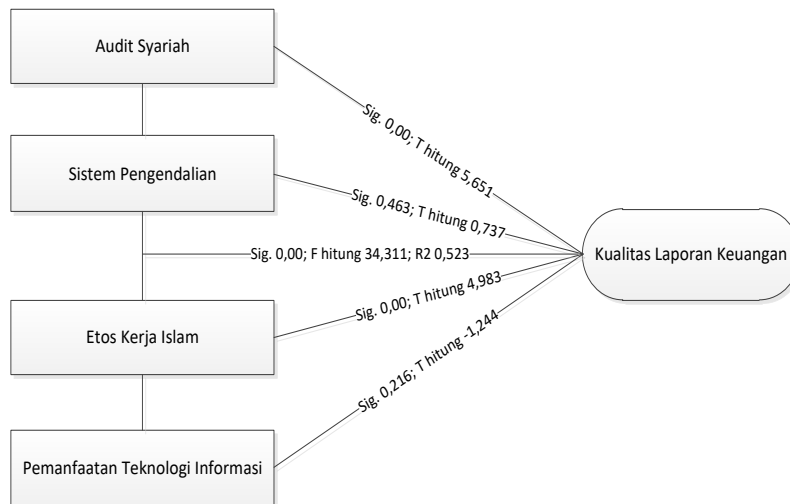 Audit Syariah
Sig. 0,00; T hitung 5,651
Sistem Pengendalian
Sig. 0,463; T hitung 0,737
Sig. 0,00; F hitung 34,311; R2 0,523
Kualitas Laporan Keuangan
Sig. 0,00; T hitung 4,983
Etos Kerja Islam
Sig. 0,216; T hitung -1,244
Pemanfaatan Teknologi Informasi